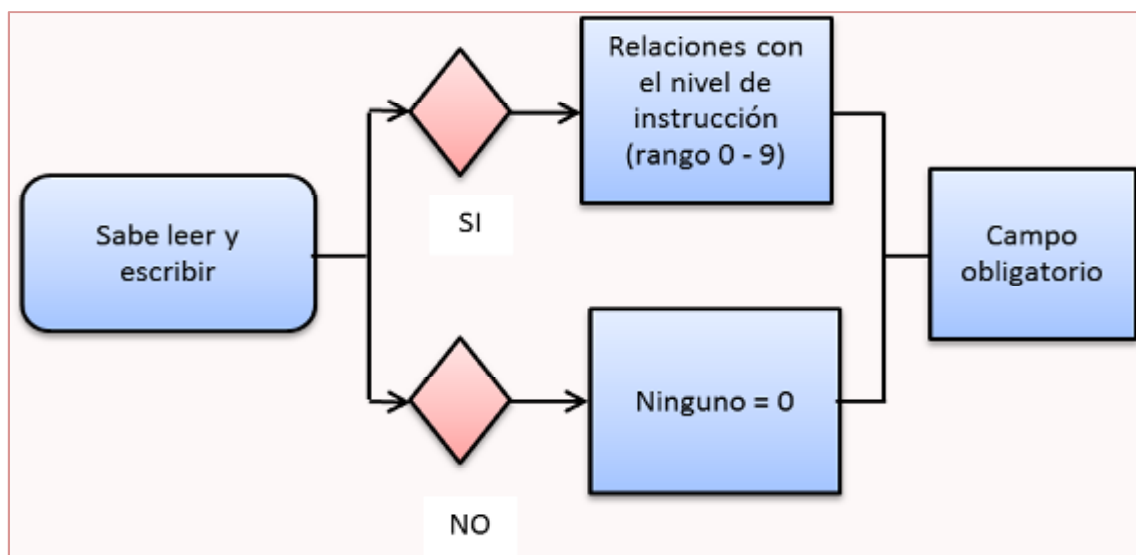 Sabe leer y
escribir
SI
Relaciones con
el nivel de
instrucción
(rango 0 - 9)
NO
Ninguno = 0
Campo
obligatorio